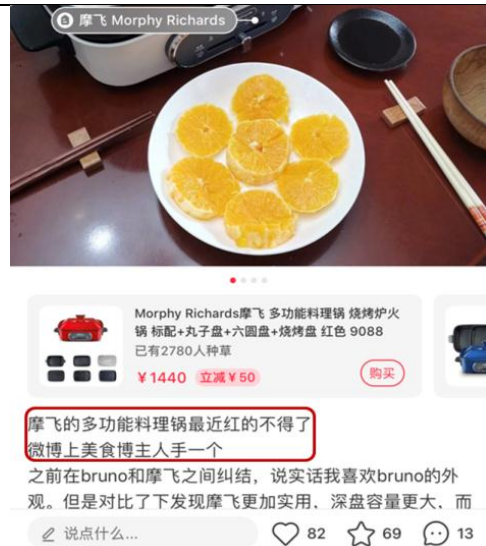 摩飞 Morphy Richards
Morphy Richards摩飞 多功能料理锅 烧烤炉火
锅 标配+丸子盘+六圆盘+烧烤盘 红色 9088
已有2780人种草
￥1440 立减￥50 购买
摩飞的多功能料理锅最近红的不得了
微博上美食博主人手一个
之前在bruno和摩飞之间纠结，说实话我喜欢bruno的外
观。但是对比了下发现摩飞更加实用，深盘容量更大，而
说点什么... 82 69 13